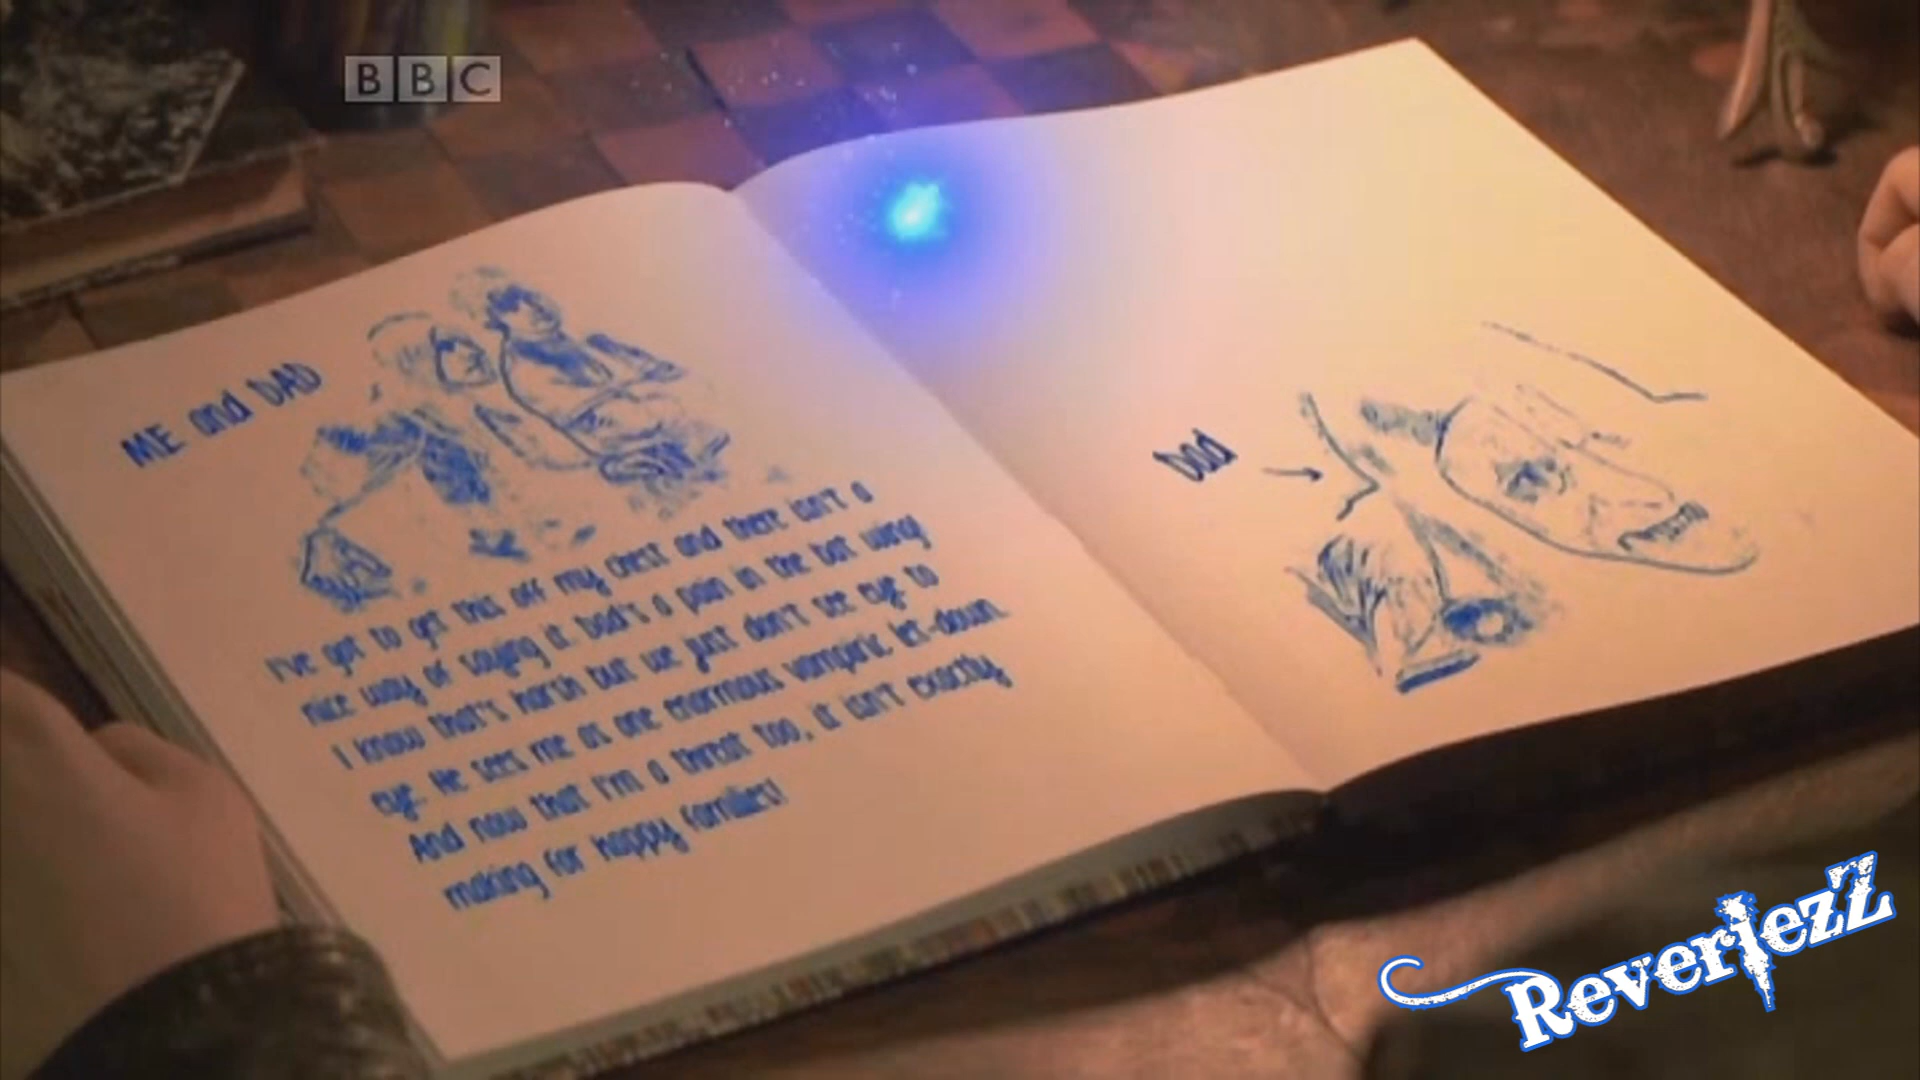 BBC
ME and DAD
I've got to get this off my chest and there isn't a
nice way of saying it Dad's a pain in the bat wing!
I know that's harsh but we just don't see eye to
eye. He sees me as one enormous vampiric let-down.
And now that I'm a threat too, it isn't exactly
making for happy families!
Dad
ReveriezZ